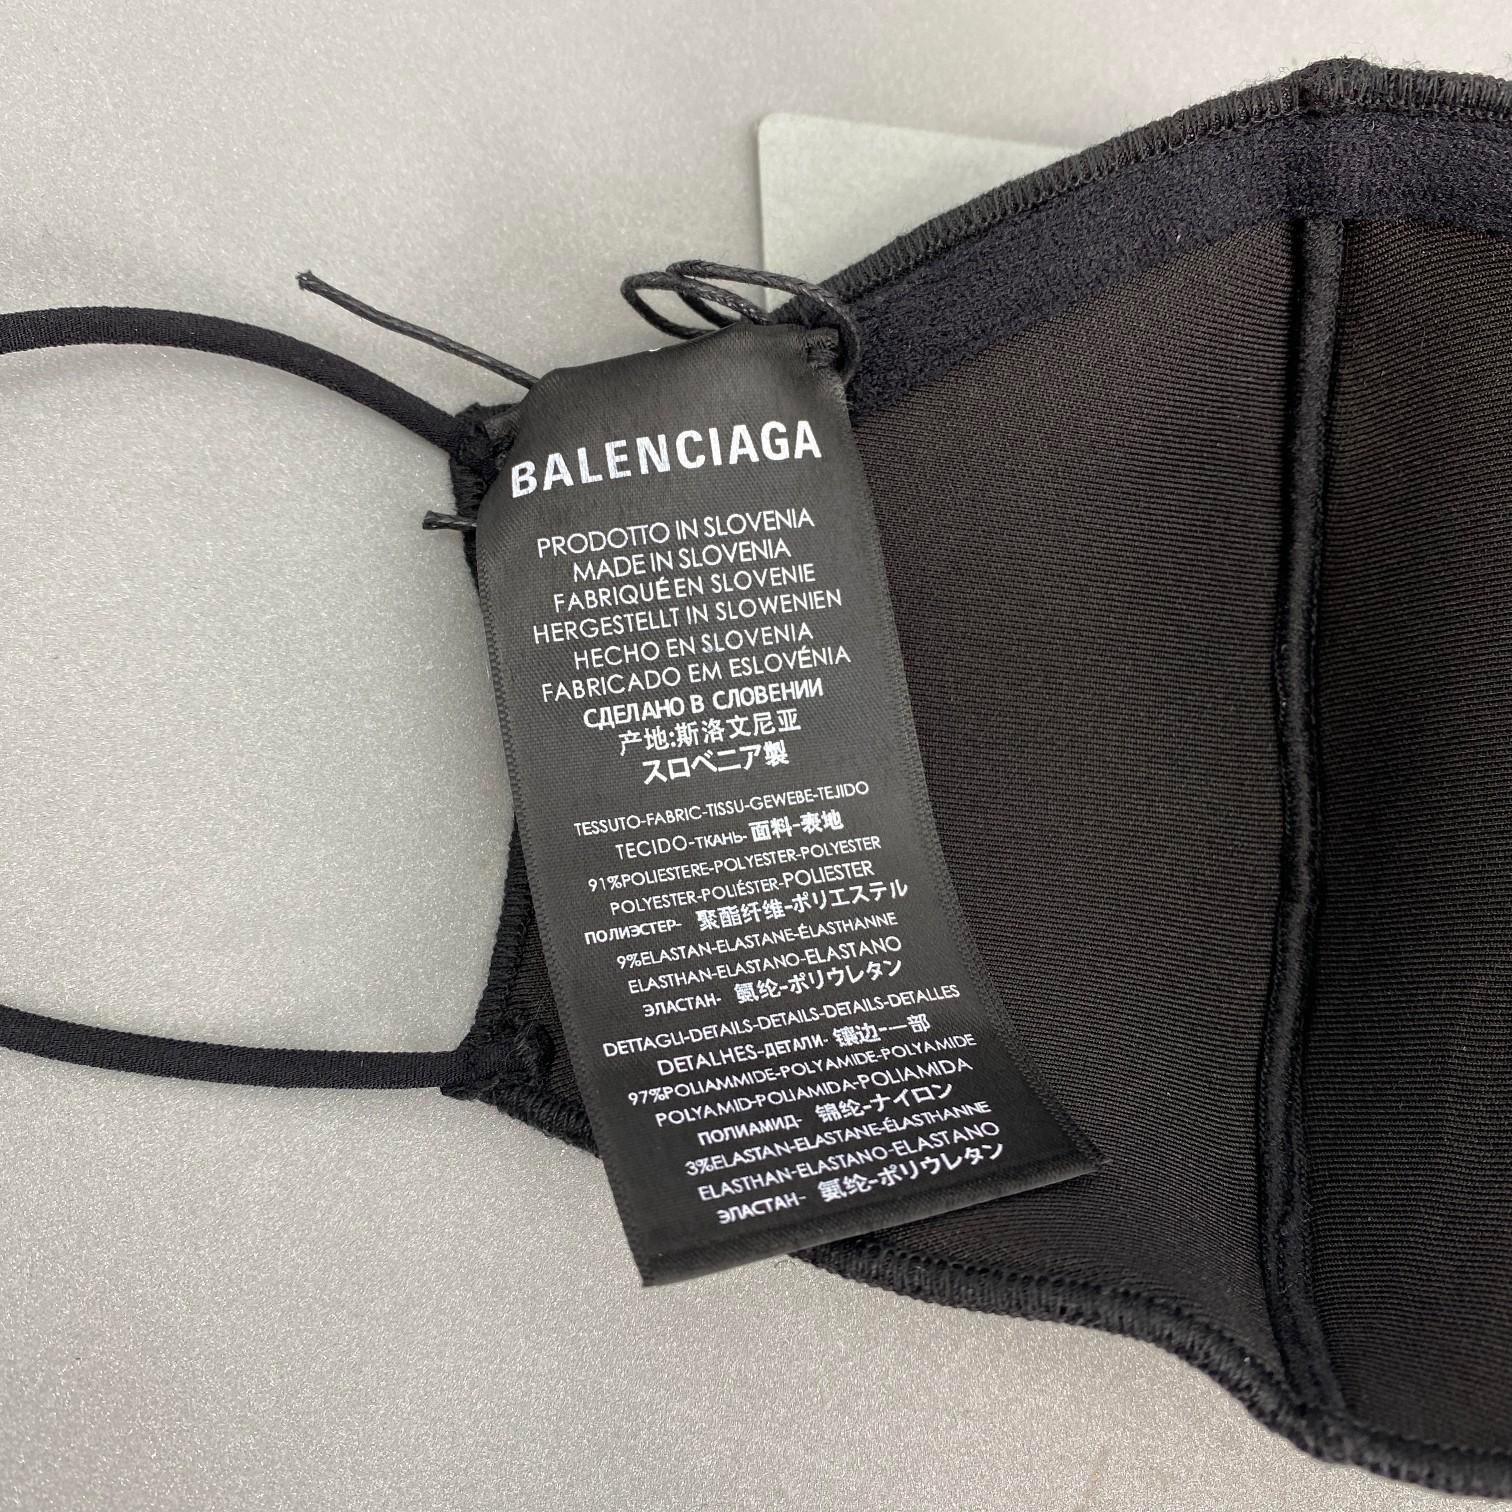 BALENCIAGA
PRODOTTO IN SLOVENIA
MADE IN SLOVENIA
FABRIQUÉ EN SLOVENIE
HERGESTELLT IN SLOWENIEN
HECHO EN SLOVENIA
FABRICADO EM ESLOVÉNIA
СДЕЛАНО В СЛОВЕНИИ
产地:斯洛文尼亚
スロベニア製
TESSUTO-FABRIC-TISSU-GEWEBE-TEJIDO
TECIDO-ТКАНЬ-面料-表地
91%POLIESTERE-POLYESTER-POLYESTER
POLYESTER-POLIÉSTER-POLIESTER
ПОЛИЭСТЕР- 聚酯纤维-ポリエステル
9%ELASTAN-ELASTANE-ÉLASTHANNE
ELASTHAN-ELASTANO-ELASTANO
ЭЛАСТАН- 氨纶-ポリウレタン
DETTAGLI-DETAILS-DETAILS-DETAILS-DETALLES
DETALHES-ДЕТАЛИ- 镶边-一部
97%POLIAMMIDE-POLYAMIDE-POLYAMIDE
POLYAMID-POLIAMIDA-POLIAMIDA
ПОЛИАМИД- 锦纶-ナイロン
3%ELASTAN-ELASTANE-ÉLASTHANNE
ELASTHAN-ELASTANO-ELASTANO
ЭЛАСТАН- 氨纶-ポリウレタン